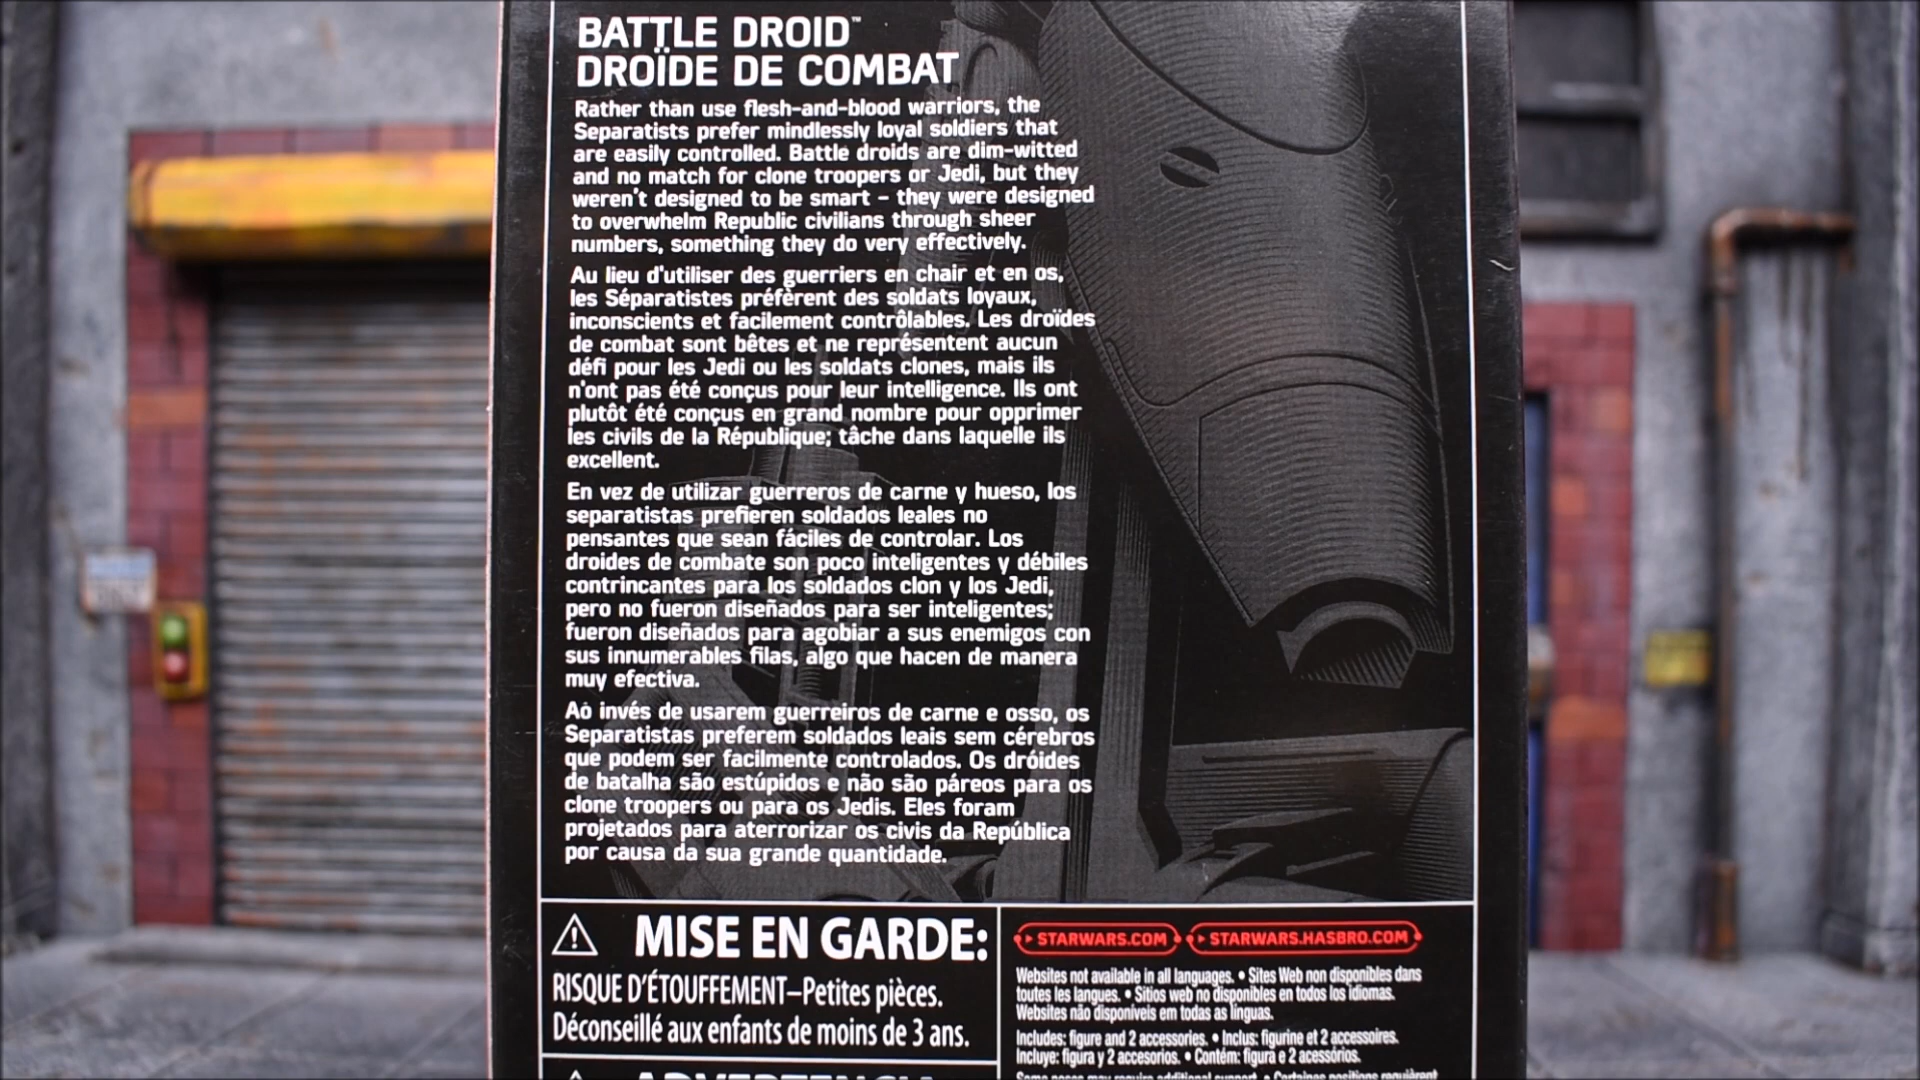 BATTLE DROID™
DROÏDE DE COMBAT
Rather than use flesh-and-blood warriors, the
Separatists prefer mindlessly loyal soldiers that
are easily controlled. Battle droids are dim-witted
and no match for clone troopers or Jedi, but they
weren't designed to be smart – they were designed
to overwhelm Republic civilians through sheer
numbers, something they do very effectively.
Au lieu d'utiliser des guerriers en chair et en os,
les Séparatistes préfèrent des soldats loyaux,
inconscients et facilement contrôlables. Les droïdes
de combat sont bêtes et ne représentent aucun
défi pour les Jedi ou les soldats clones, mais ils
n'ont pas été conçus pour leur intelligence. Ils ont
plutôt été conçus en grand nombre pour opprimer
les civils de la République; tâche dans laquelle ils
excellent.
En vez de utilizar guerreros de carne y hueso, los
separatistas prefieren soldados leales no
pensantes que sean fáciles de controlar. Los
droides de combate son poco inteligentes y débiles
contrincantes para los soldados clon y los Jedi,
pero no fueron diseñados para ser inteligentes;
fueron diseñados para agobiar a sus enemigos con
sus innumerables filas, algo que hacen de manera
muy efectiva.
Ao invés de usarem guerreiros de carne e osso, os
Separatistas preferem soldados leais sem cérebros
que podem ser facilmente controlados. Os dróides
de batalha são estúpidos e não são páreos para os
clone troopers ou para os Jedis. Eles foram
projetados para aterrorizar os civis da República
por causa da sua grande quantidade.
MISE EN GARDE:
RISQUE D'ÉTOUFFEMENT–Petites pièces.
Déconseillé aux enfants de moins de 3 ans.
STARWARS.COM STARWARS.HASBRO.COM
Websites not available in all languages. • Sites Web non disponibles dans
toutes les langues. • Sitios web no disponibles en todos los idiomas.
Websites não disponíveis em todas as línguas.
Includes: figure and 2 accessories. • Inclus: figurine et 2 accessoires.
Incluye: figura y 2 accesorios. • Contém: figura e 2 acessórios.
Some poses may require additional support. • Certaines positions requièrent
ADVERTENCIA